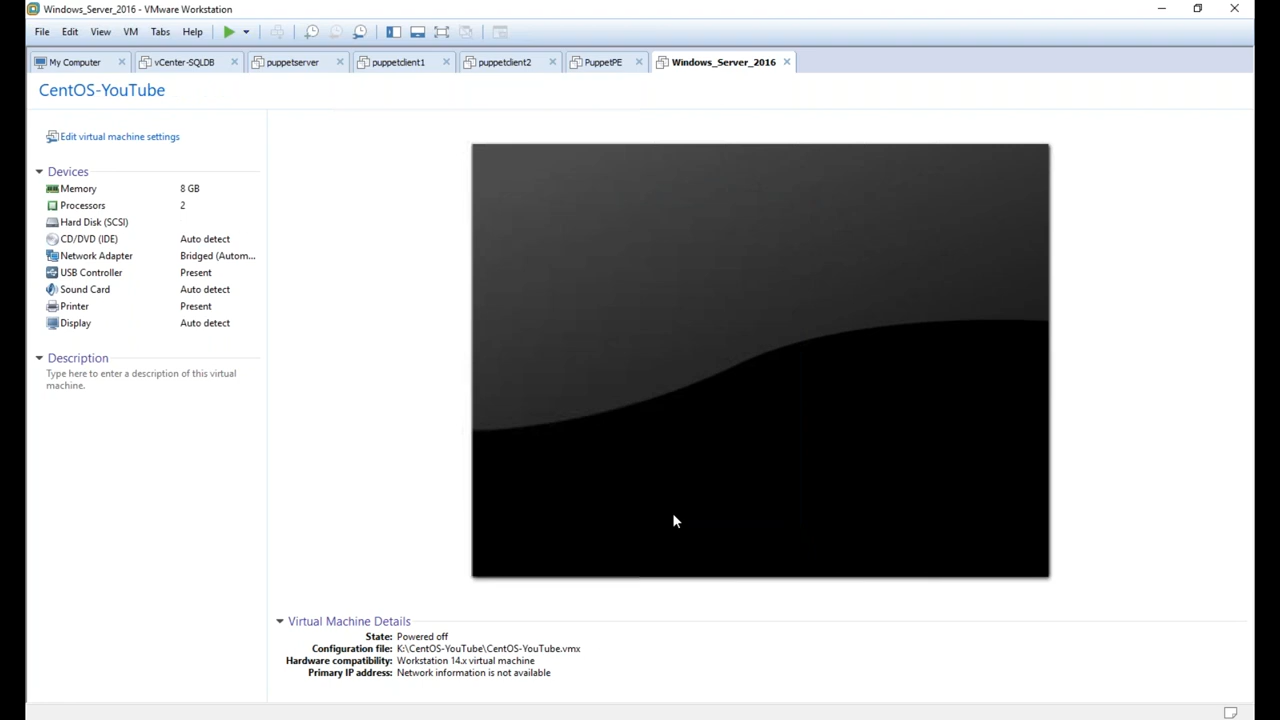 Windows_Server_2016 - VMware Workstation
File Edit View VM Tabs Help
My Computer vCenter-SQLDB puppetserver puppetclient1 puppetclient2 PuppetPE Windows_Server_2016
CentOS-YouTube
Edit virtual machine settings
Devices
Memory 8 GB
Processors 2
Hard Disk (SCSI)
CD/DVD (IDE) Auto detect
Network Adapter Bridged (Autom...
USB Controller Present
Sound Card Auto detect
Printer Present
Display Auto detect
Description
Type here to enter a description of this virtual
machine.
Virtual Machine Details
State: Powered off
Configuration file: K:\CentOS-YouTube\CentOS-YouTube.vmx
Hardware compatibility: Workstation 14.x virtual machine
Primary IP address: Network information is not available